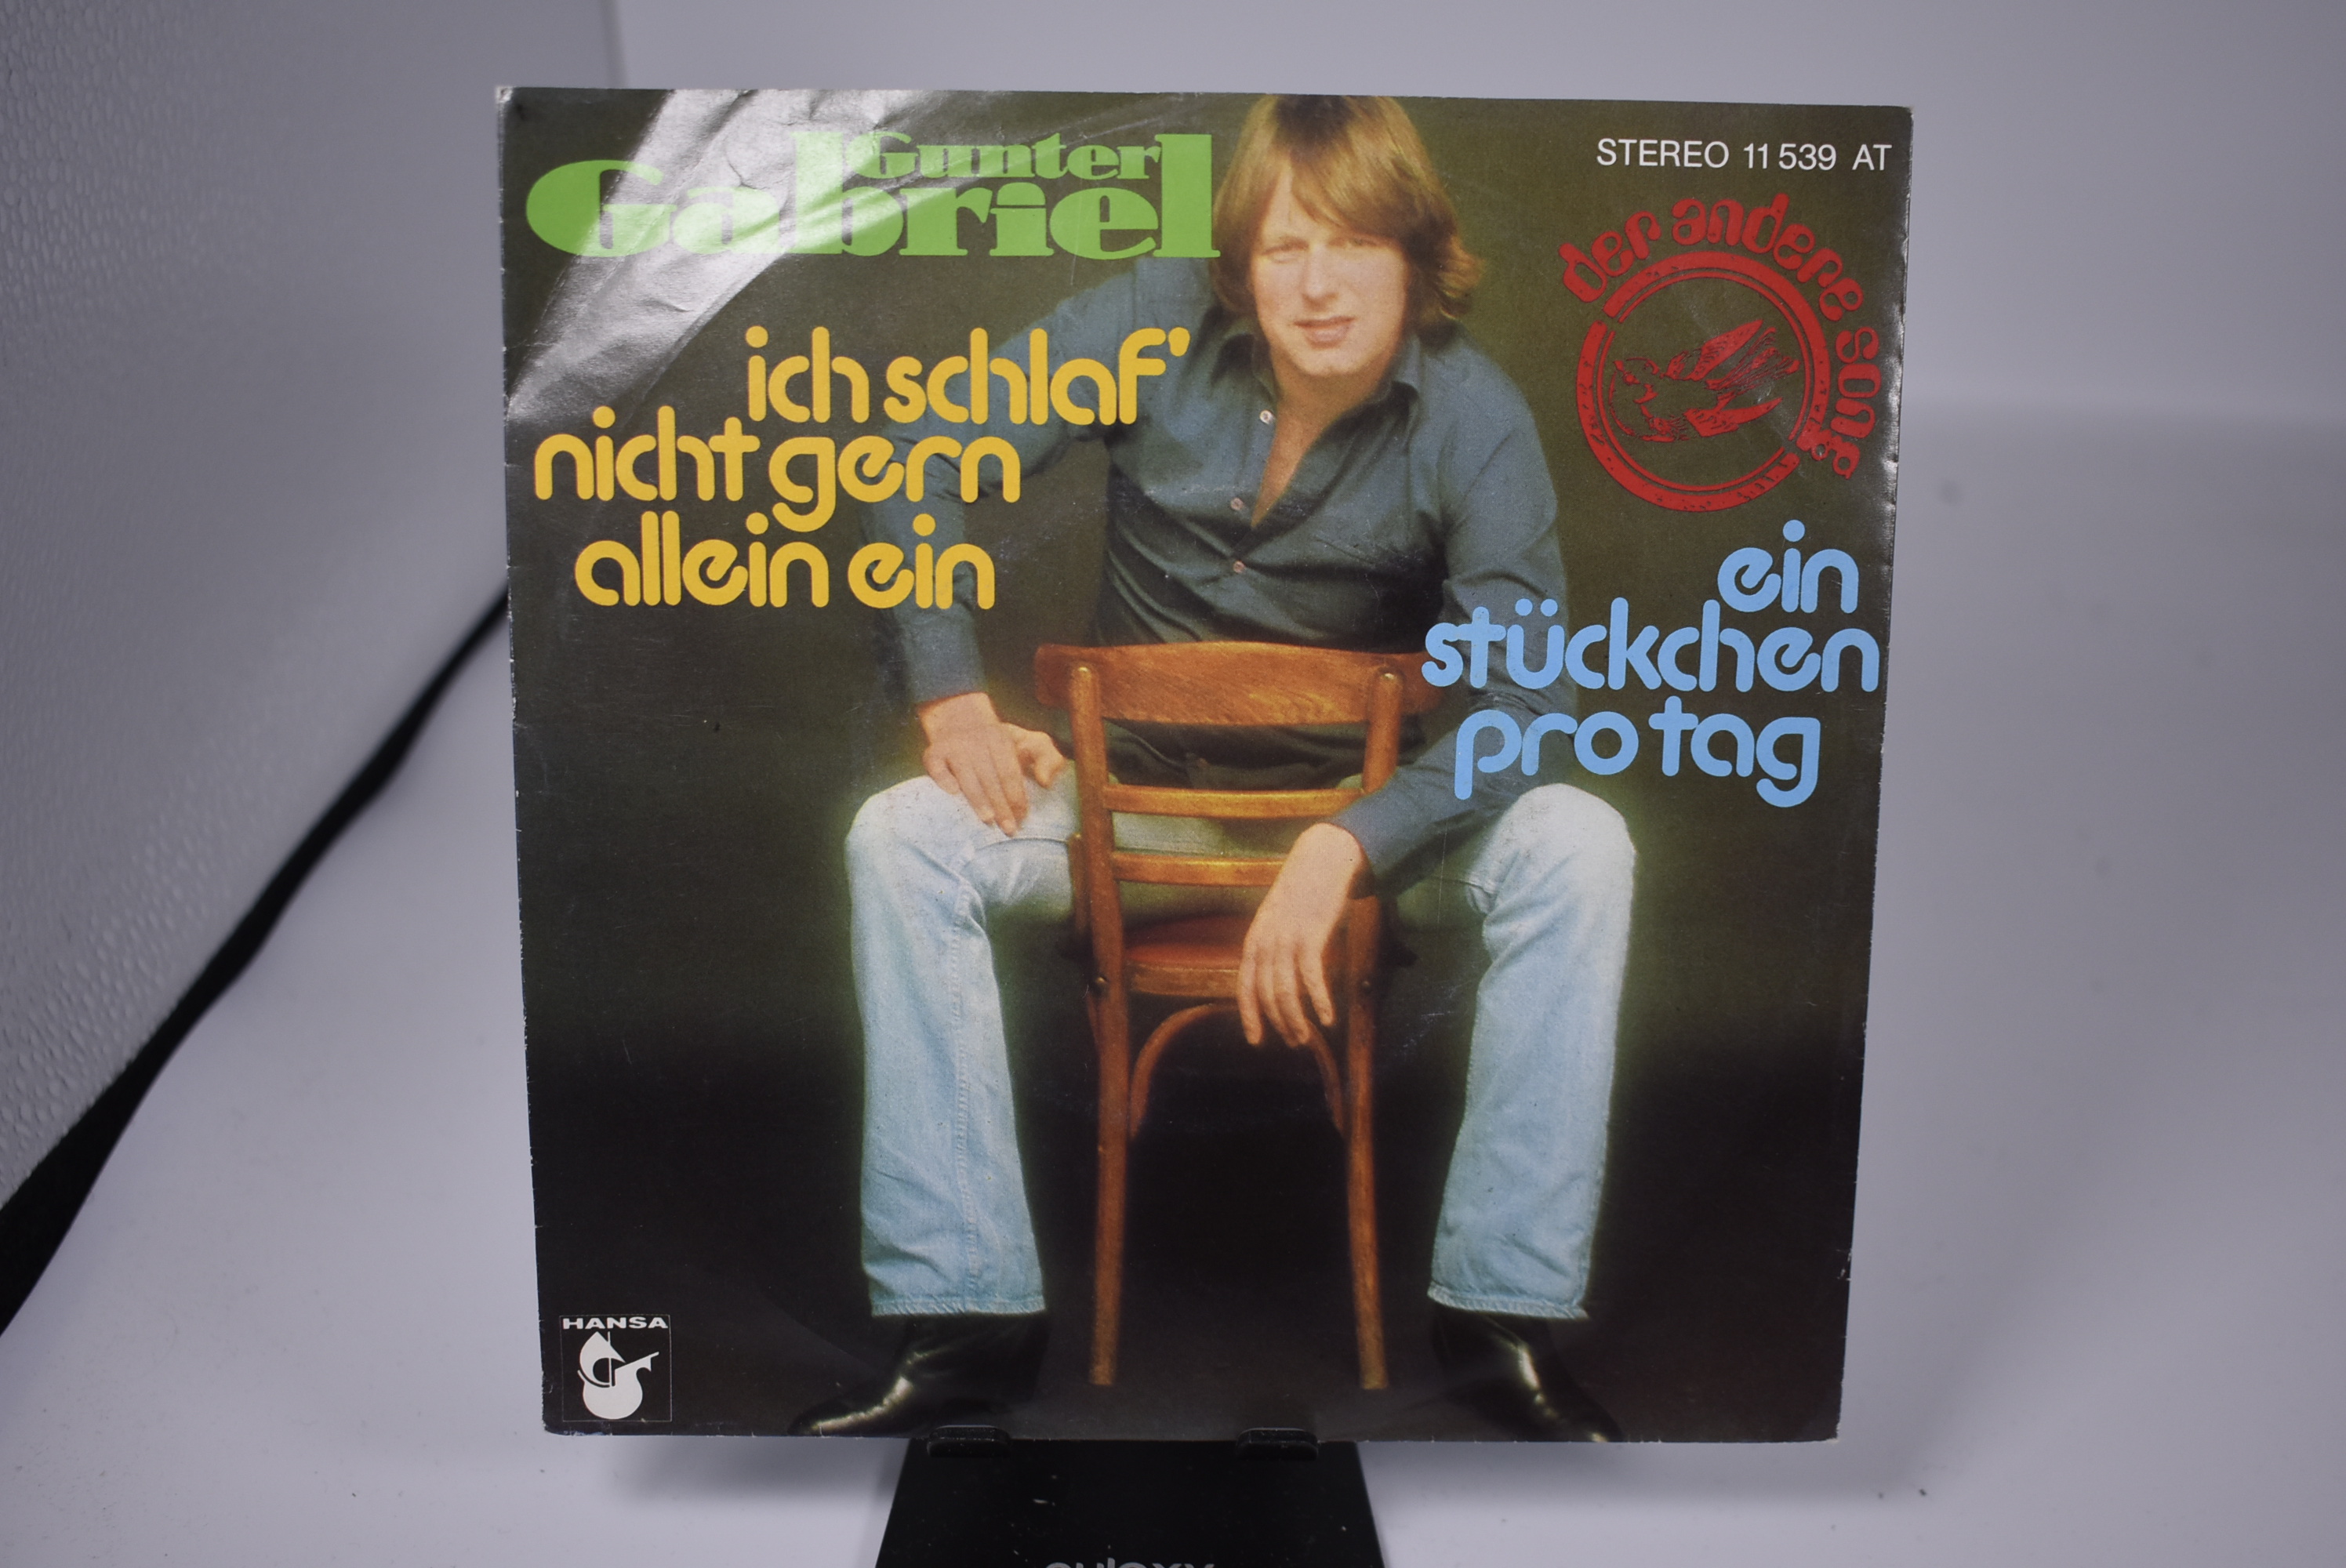 Gunter
Gabriel
STEREO 11 539 AT
der andere song
ich schlaf'
nicht gern
allein ein
ein
stückchen
pro tag
HANSA